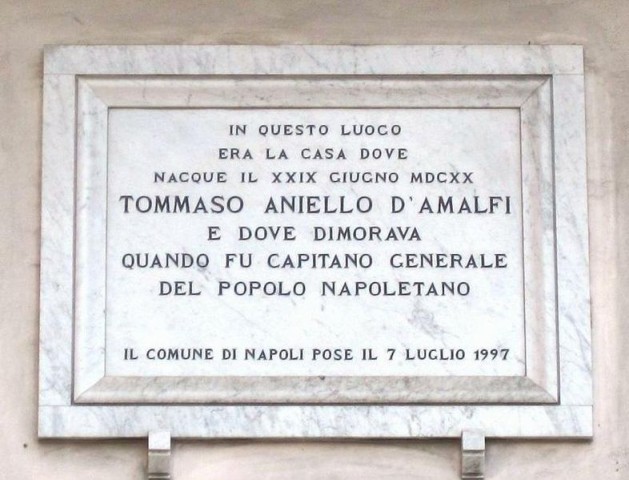 IN QUESTO LUOGO
ERA LA CASA DOVE
NACQUE IL XXIX GIUGNO MDCXX
TOMMASO ANIELLO D'AMALFI
E DOVE DIMORAVA
QUANDO FU CAPITANO GENERALE
DEL POPOLO NAPOLETANO
IL COMUNE DI NAPOLI POSE IL 7 LUGLIO 1997